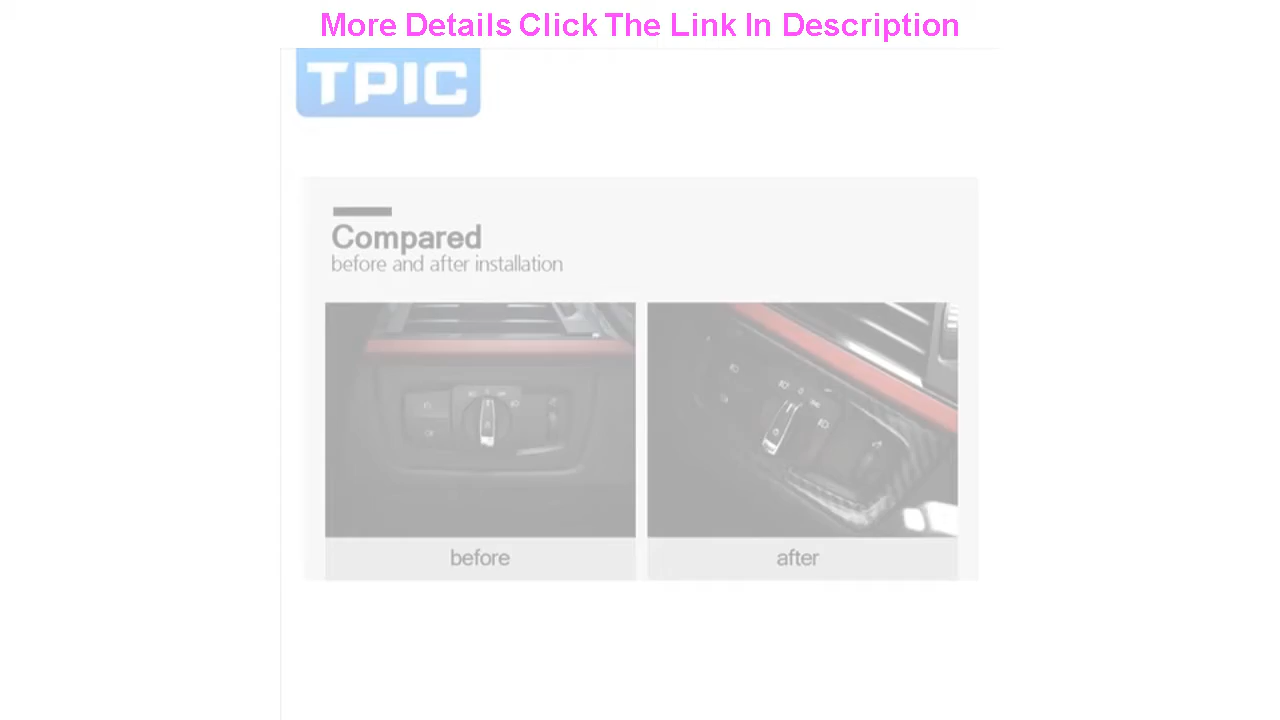 More Details Click The Link In Description
TPIC
Compared
before and after installation
before
after